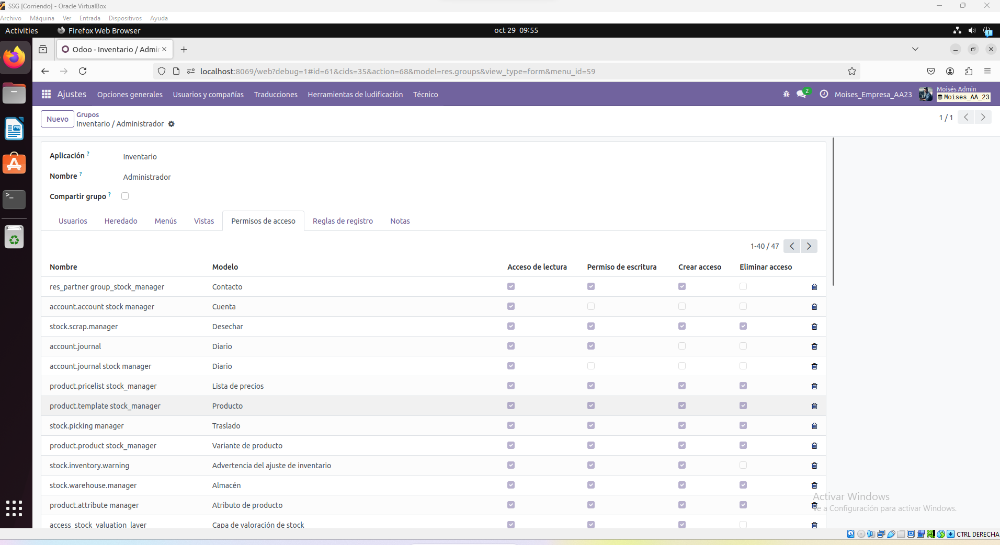 SSG [Corriendo] - Oracle VirtualBox
Archivo Máquina Ver Entrada Dispositivos Ayuda
Activities Firefox Web Browser oct 29 09:55
Odoo - Inventario / Admir
localhost:8069/web?debug=1#id=61&cids=35&action=68&model=res.groups&view_type=form&menu_id=59
Ajustes Opciones generales Usuarios y compañías Traducciones Herramientas de ludificación Técnico 2 Moises_Empresa_AA23 Moisés Admin
Moises_AA_23
Nuevo Grupos 1 / 1
Inventario / Administrador
Aplicación ? Inventario
Nombre ? Administrador
Compartir grupo ?
Usuarios Heredado Menús Vistas Permisos de acceso Reglas de registro Notas
1-40 / 47
Nombre Modelo Acceso de lectura Permiso de escritura Crear acceso Eliminar acceso
res_partner group_stock_manager Contacto
account.account stock manager Cuenta
stock.scrap.manager Desechar
account.journal Diario
account.journal stock manager Diario
product.pricelist stock_manager Lista de precios
product.template stock_manager Producto
stock.picking manager Traslado
product.product stock_manager Variante de producto
stock.inventory.warning Advertencia del ajuste de inventario
stock.warehouse.manager Almacén
Activar Windows
product.attribute manager Atributo de producto
Ve a Configuración para activar Windows.
access_stock_valuation_layer Capa de valoración de stock
CTRL DERECHA